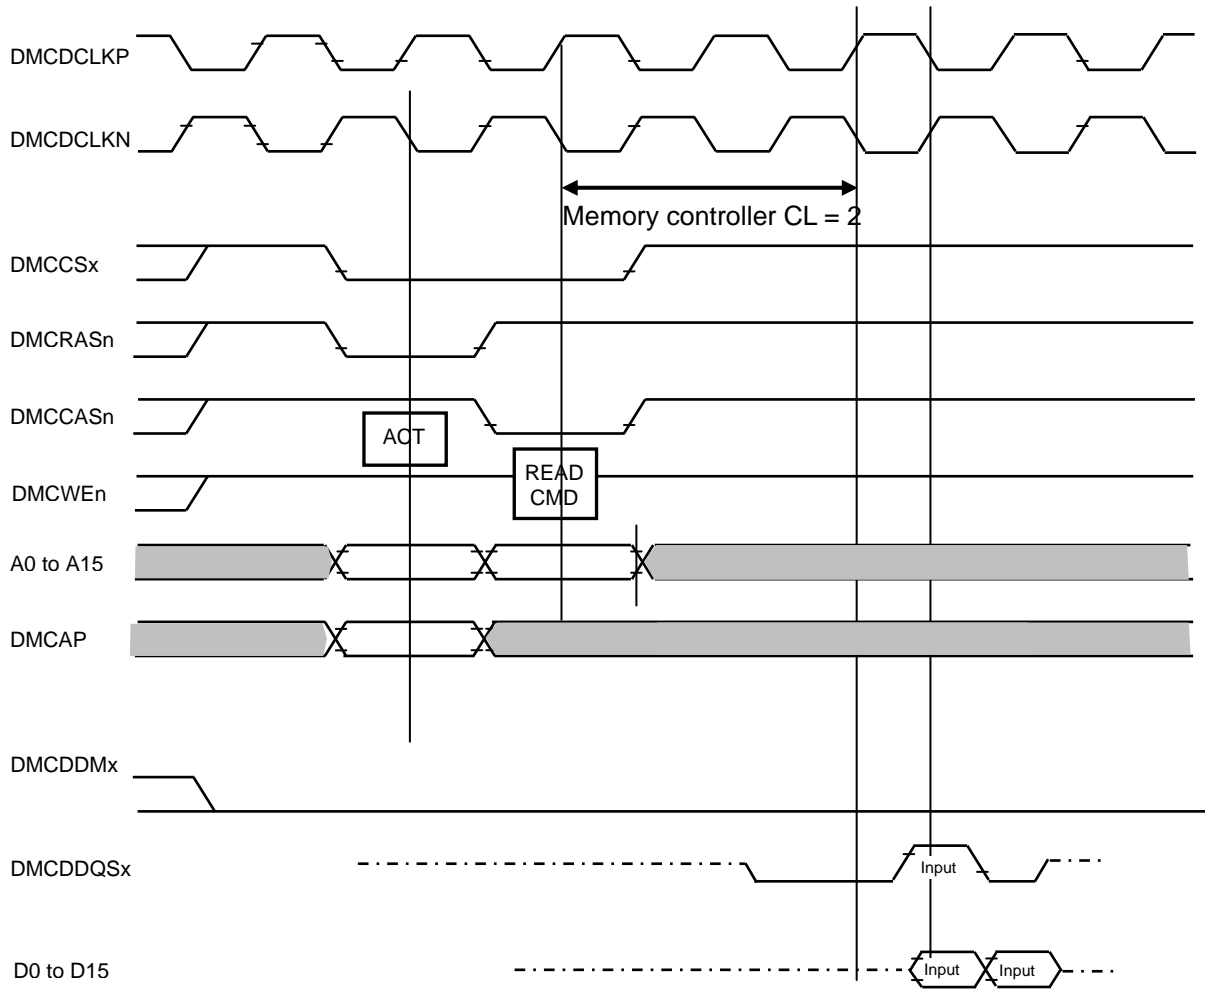 DMCDCLKP
DMCDCLKN
Memory controller CL = 2
DMCCSx
DMCRASn
DMCCASn
ACT
READ
CMD
DMCWEn
A0 to A15
DMCAP
DMCDDMx
DMCDDQSx
Input
D0 to D15
Input
Input